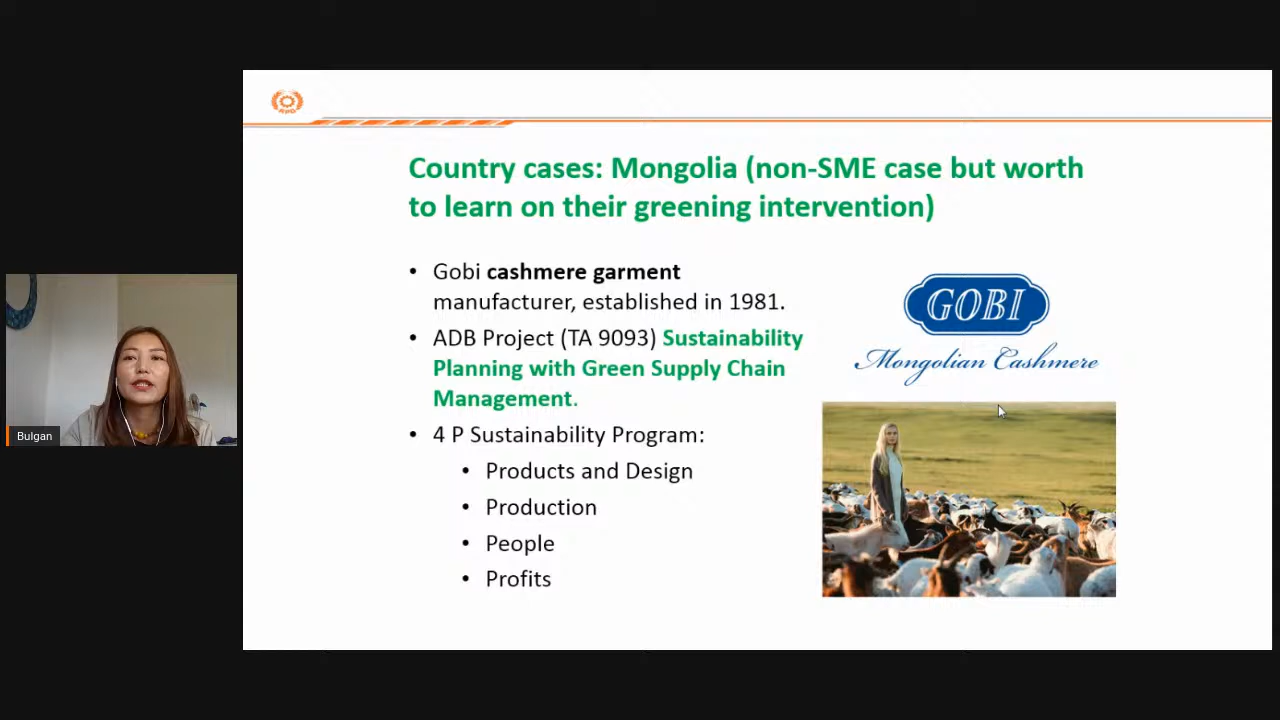 APO
Country cases: Mongolia (non-SME case but worth
to learn on their greening intervention)
• Gobi cashmere garment
manufacturer, established in 1981.
• ADB Project (TA 9093) Sustainability
Planning with Green Supply Chain
Management.
• 4 P Sustainability Program:
• Products and Design
• Production
• People
• Profits
GOBI
Mongolian Cashmere
Bulgan